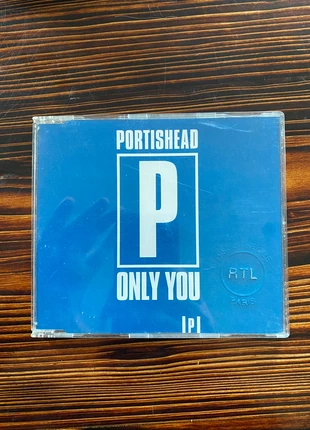 PORTISHEAD
P
ONLY YOU
RTL
PARIS
|P|